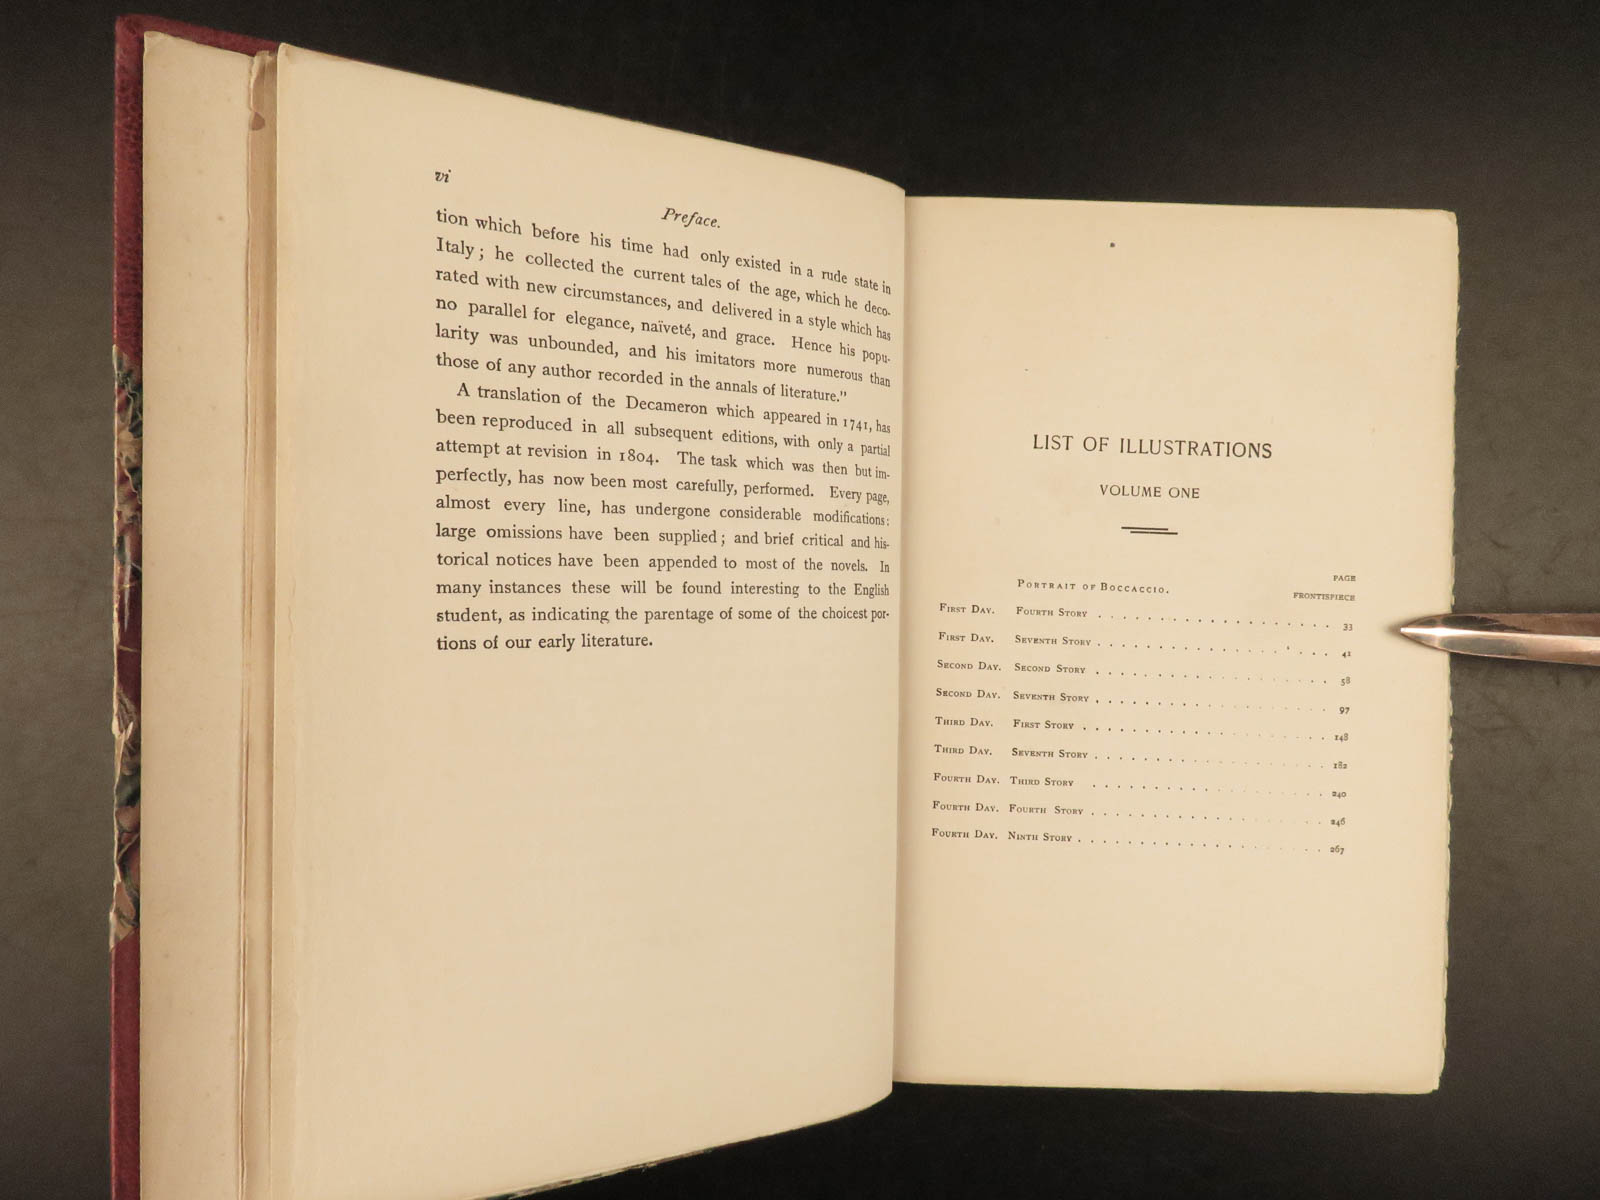 vi
Preface.
tion which before his time had only existed in a rude state in
Italy; he collected the current tales of the age, which he deco-
rated with new circumstances, and delivered in a style which has
no parallel for elegance, naïveté, and grace. Hence his popu-
larity was unbounded, and his imitators more numerous than
those of any author recorded in the annals of literature."
A translation of the Decameron which appeared in 1741, has
been reproduced in all subsequent editions, with only a partial
attempt at revision in 1804. The task which was then but im-
perfectly, has now been most carefully, performed. Every page,
almost every line, has undergone considerable modifications:
large omissions have been supplied; and brief critical and his-
torical notices have been appended to most of the novels. In
many instances these will be found interesting to the English
student, as indicating the parentage of some of the choicest por-
tions of our early literature.
LIST OF ILLUSTRATIONS
VOLUME ONE
PAGE
PORTRAIT OF BOCCACCIO. FRONTISPIECE
FIRST DAY. FOURTH STORY . . . . . . . . . . . . . . . . . . . . 33
FIRST DAY. SEVENTH STORY . . . . . . . . . . . . . . . . . . . . 41
SECOND DAY. SECOND STORY . . . . . . . . . . . . . . . . . . . . 58
SECOND DAY. SEVENTH STORY . . . . . . . . . . . . . . . . . . . . 97
THIRD DAY. FIRST STORY . . . . . . . . . . . . . . . . . . . . 148
THIRD DAY. SEVENTH STORY . . . . . . . . . . . . . . . . . . . . 182
FOURTH DAY. THIRD STORY . . . . . . . . . . . . . . . . . . . . 240
FOURTH DAY. FOURTH STORY . . . . . . . . . . . . . . . . . . . . 246
FOURTH DAY. NINTH STORY . . . . . . . . . . . . . . . . . . . . 267